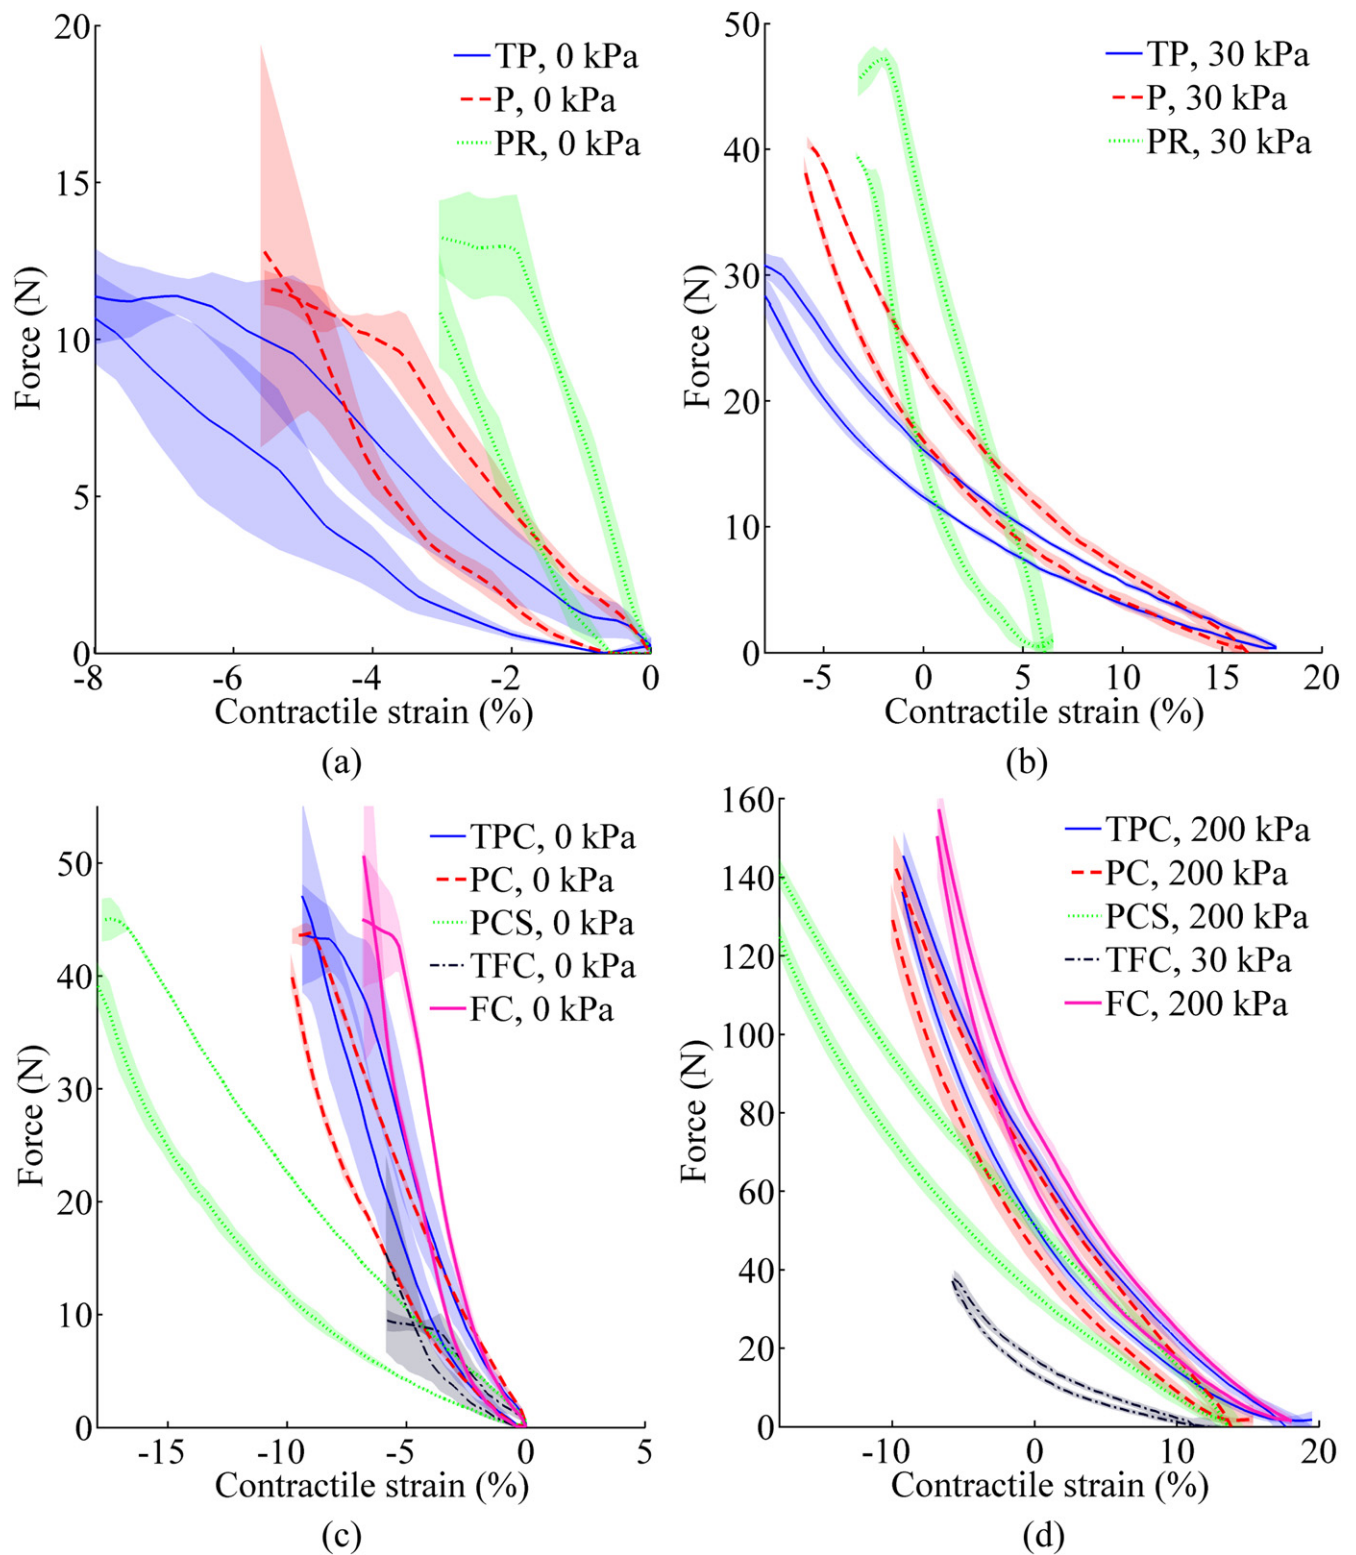 20
15
10
5
0
Force (N)
TP, 0 kPa
P, 0 kPa
PR, 0 kPa
-8 -6 -4 -2 0
Contractile strain (%)
(a)
50
40
30
20
10
0
Force (N)
TP, 30 kPa
P, 30 kPa
PR, 30 kPa
-5 0 5 10 15 20
Contractile strain (%)
(b)
50
40
30
20
10
0
Force (N)
TPC, 0 kPa
PC, 0 kPa
PCS, 0 kPa
TFC, 0 kPa
FC, 0 kPa
-15 -10 -5 0 5
Contractile strain (%)
(c)
160
140
120
100
80
60
40
20
0
Force (N)
TPC, 200 kPa
PC, 200 kPa
PCS, 200 kPa
TFC, 30 kPa
FC, 200 kPa
-10 0 10 20
Contractile strain (%)
(d)